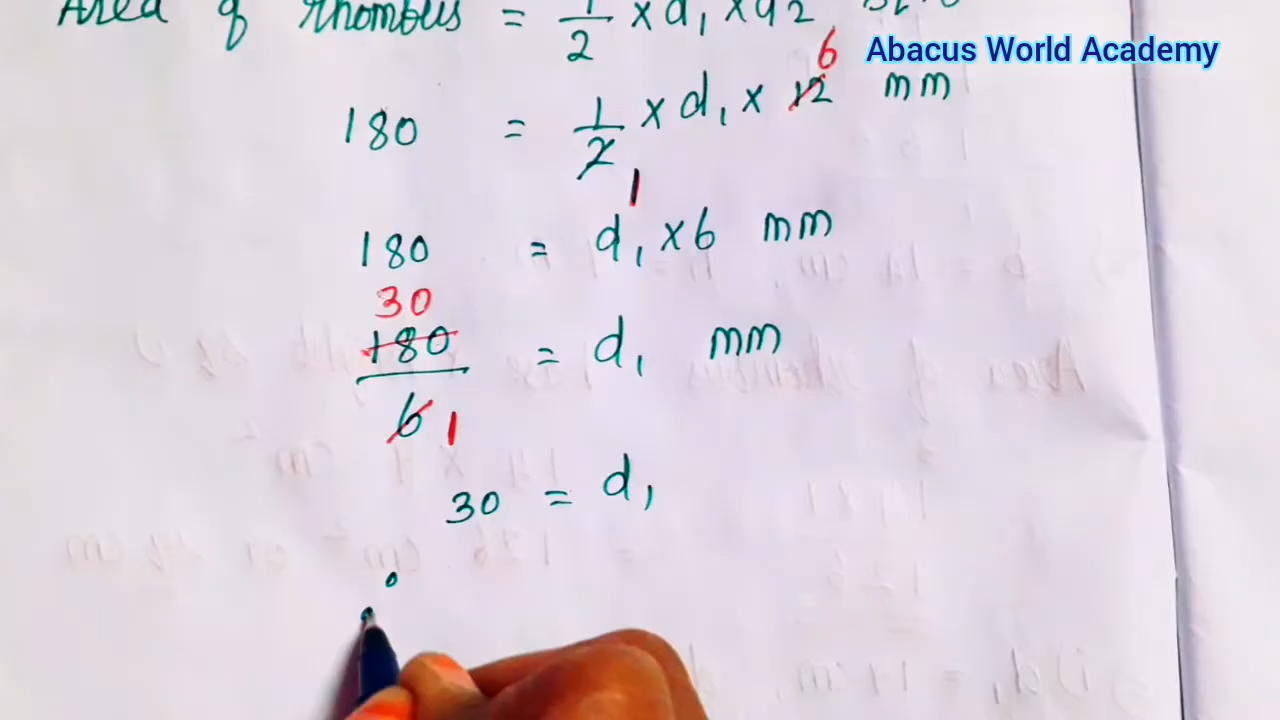 Area of rhombus = 1/2 × d1 × d2
Abacus World Academy
6
180 = 1/2 × d1 × 12 mm
1
180 = d1 × 6 mm
30
180/6 = d1 mm
1
30 = d1